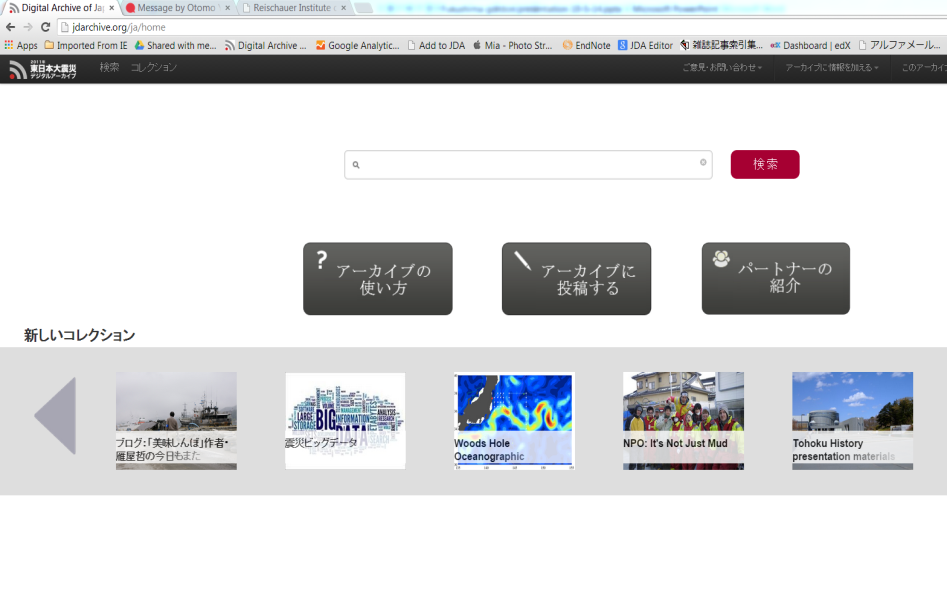 Digital Archive of Ja
Message by Otomo
Reischauer Institute
jdarchive.org/ja/home
Apps Imported From IE Shared with me... Digital Archive ... Google Analytic... Add to JDA Mia - Photo Str... EndNote JDA Editor 雑誌記事索引集... Dashboard | edX アルファメール...
2011年
東日本大震災
デジタルアーカイブ
検索 コレクション ご意見・お問い合わせ アーカイブに情報を加える このアーカイ
検索
アーカイブの
使い方
アーカイブに
投稿する
パートナーの
紹介
新しいコレクション
ブログ：「美味しんぼ」作者・
雁屋哲の今日もまた
震災ビッグデータ
Woods Hole
Oceanographic
NPO: It's Not Just Mud
Tohoku History
presentation materials